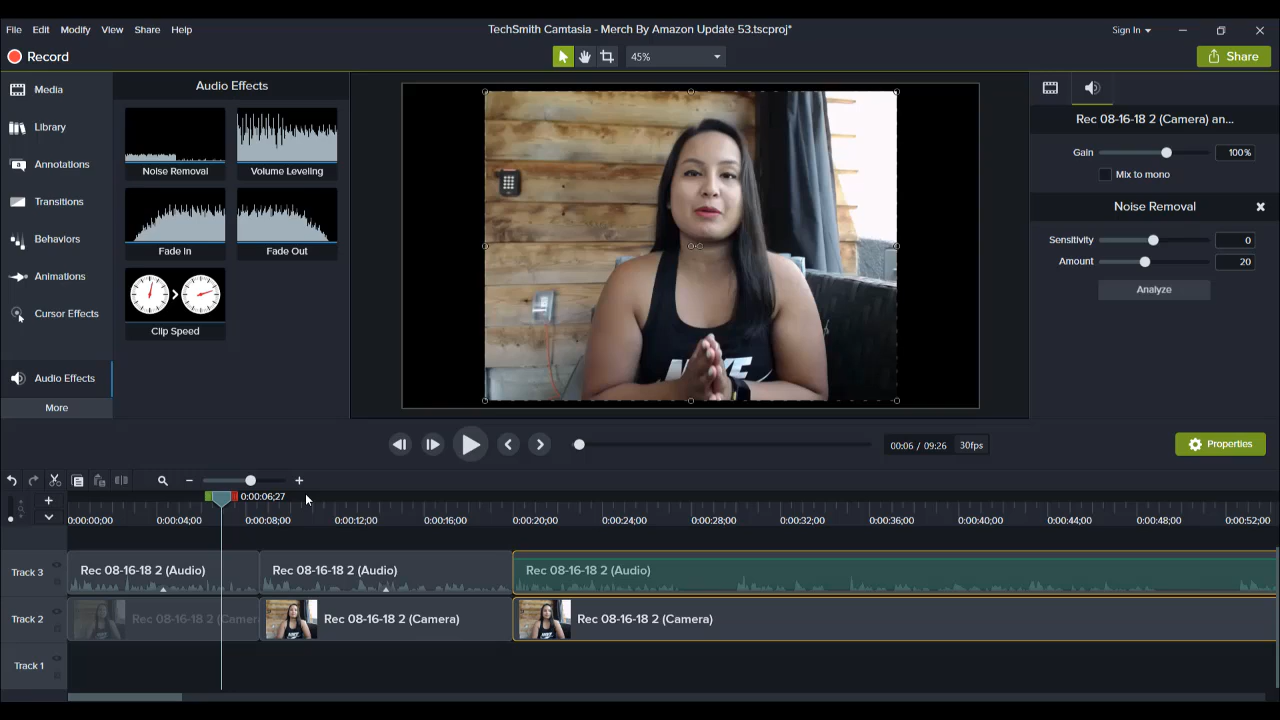 File Edit Modify View Share Help
TechSmith Camtasia - Merch By Amazon Update 53.tscproj*
Sign In
Record
45%
Share
Media
Library
Annotations
Transitions
Behaviors
Animations
Cursor Effects
Audio Effects
More
Audio Effects
Noise Removal
Volume Leveling
Fade In
Fade Out
Clip Speed
NIKE
Rec 08-16-18 2 (Camera) an...
Gain 100%
Mix to mono
Noise Removal
Sensitivity 0
Amount 20
Analyze
00:06 / 09:26 30fps
Properties
0:00:06;27
0:00:00;00 0:00:04;00 0:00:08;00 0:00:12;00 0:00:16;00 0:00:20;00 0:00:24;00 0:00:28;00 0:00:32;00 0:00:36;00 0:00:40;00 0:00:44;00 0:00:48;00 0:00:52;00
Track 3 Rec 08-16-18 2 (Audio) Rec 08-16-18 2 (Audio) Rec 08-16-18 2 (Audio)
Track 2 Rec 08-16-18 2 (Camer Rec 08-16-18 2 (Camera) Rec 08-16-18 2 (Camera)
Track 1